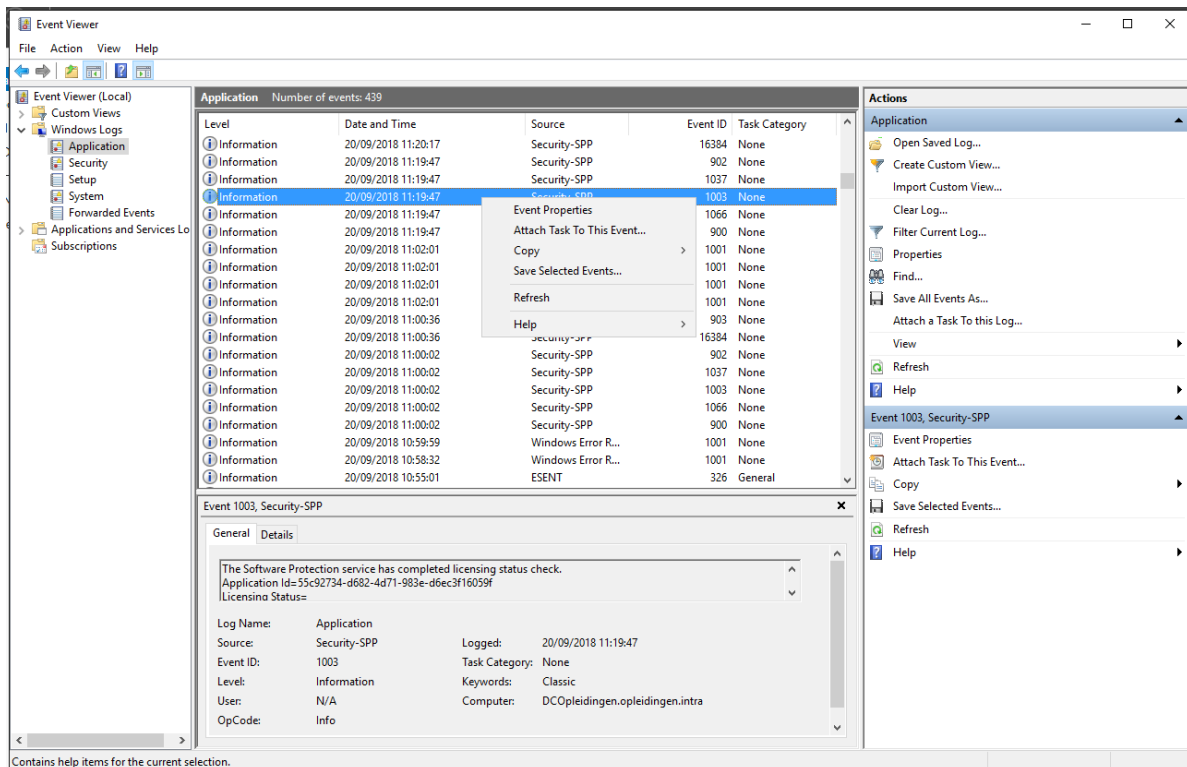 Event Viewer
File Action View Help
Event Viewer (Local)
Custom Views
Windows Logs
Application
Security
Setup
System
Forwarded Events
Applications and Services Lo
Subscriptions
Application Number of events: 439
Level Date and Time Source Event ID Task Category
Information 20/09/2018 11:20:17 Security-SPP 16384 None
Information 20/09/2018 11:19:47 Security-SPP 902 None
Information 20/09/2018 11:19:47 Security-SPP 1037 None
Information 20/09/2018 11:19:47 Security-SPP 1003 None
Information 20/09/2018 11:19:47 1066 None
Information 20/09/2018 11:19:47 900 None
Information 20/09/2018 11:02:01 1001 None
Information 20/09/2018 11:02:01 1001 None
Information 20/09/2018 11:02:01 1001 None
Information 20/09/2018 11:02:01 1001 None
Information 20/09/2018 11:00:36 903 None
Information 20/09/2018 11:00:36 Security-SPP 16384 None
Information 20/09/2018 11:00:02 Security-SPP 902 None
Information 20/09/2018 11:00:02 Security-SPP 1037 None
Information 20/09/2018 11:00:02 Security-SPP 1003 None
Information 20/09/2018 11:00:02 Security-SPP 1066 None
Information 20/09/2018 11:00:02 Security-SPP 900 None
Information 20/09/2018 10:59:59 Windows Error R... 1001 None
Information 20/09/2018 10:58:32 Windows Error R... 1001 None
Information 20/09/2018 10:55:01 ESENT 326 General
Event Properties
Attach Task To This Event...
Copy
Save Selected Events...
Refresh
Help
Event 1003, Security-SPP
General Details
The Software Protection service has completed licensing status check.
Application Id=55c92734-d682-4d71-983e-d6ec3f16059f
Licensing Status=
Log Name: Application
Source: Security-SPP Logged: 20/09/2018 11:19:47
Event ID: 1003 Task Category: None
Level: Information Keywords: Classic
User: N/A Computer: DCOpleidingen.opleidingen.intra
OpCode: Info
Actions
Application
Open Saved Log...
Create Custom View...
Import Custom View...
Clear Log...
Filter Current Log...
Properties
Find...
Save All Events As...
Attach a Task To this Log...
View
Refresh
Help
Event 1003, Security-SPP
Event Properties
Attach Task To This Event...
Copy
Save Selected Events...
Refresh
Help
Contains help items for the current selection.